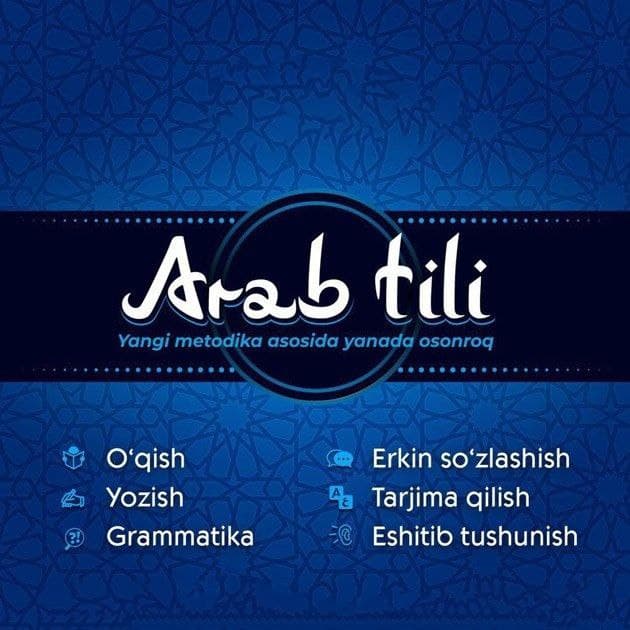 Arab tili
Yangi metodika asosida yanada osonroq
O‘qish
Yozish
Grammatika
Erkin so‘zlashish
Tarjima qilish
Eshitib tushunish